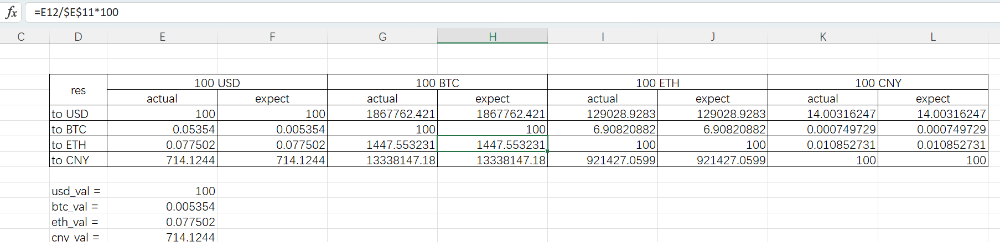 fx =E12/$E$11*100
C D E F G H I J K L
res 100 USD 100 BTC 100 ETH 100 CNY
actual expect actual expect actual expect actual expect
to USD 100 100 1867762.421 1867762.421 129028.9283 129028.9283 14.00316247 14.00316247
to BTC 0.05354 0.005354 100 100 6.90820882 6.90820882 0.000749729 0.000749729
to ETH 0.077502 0.077502 1447.553231 1447.553231 100 100 0.010852731 0.010852731
to CNY 714.1244 714.1244 13338147.18 13338147.18 921427.0599 921427.0599 100 100
usd_val = 100
btc_val = 0.005354
eth_val = 0.077502
cny_val = 714.1244